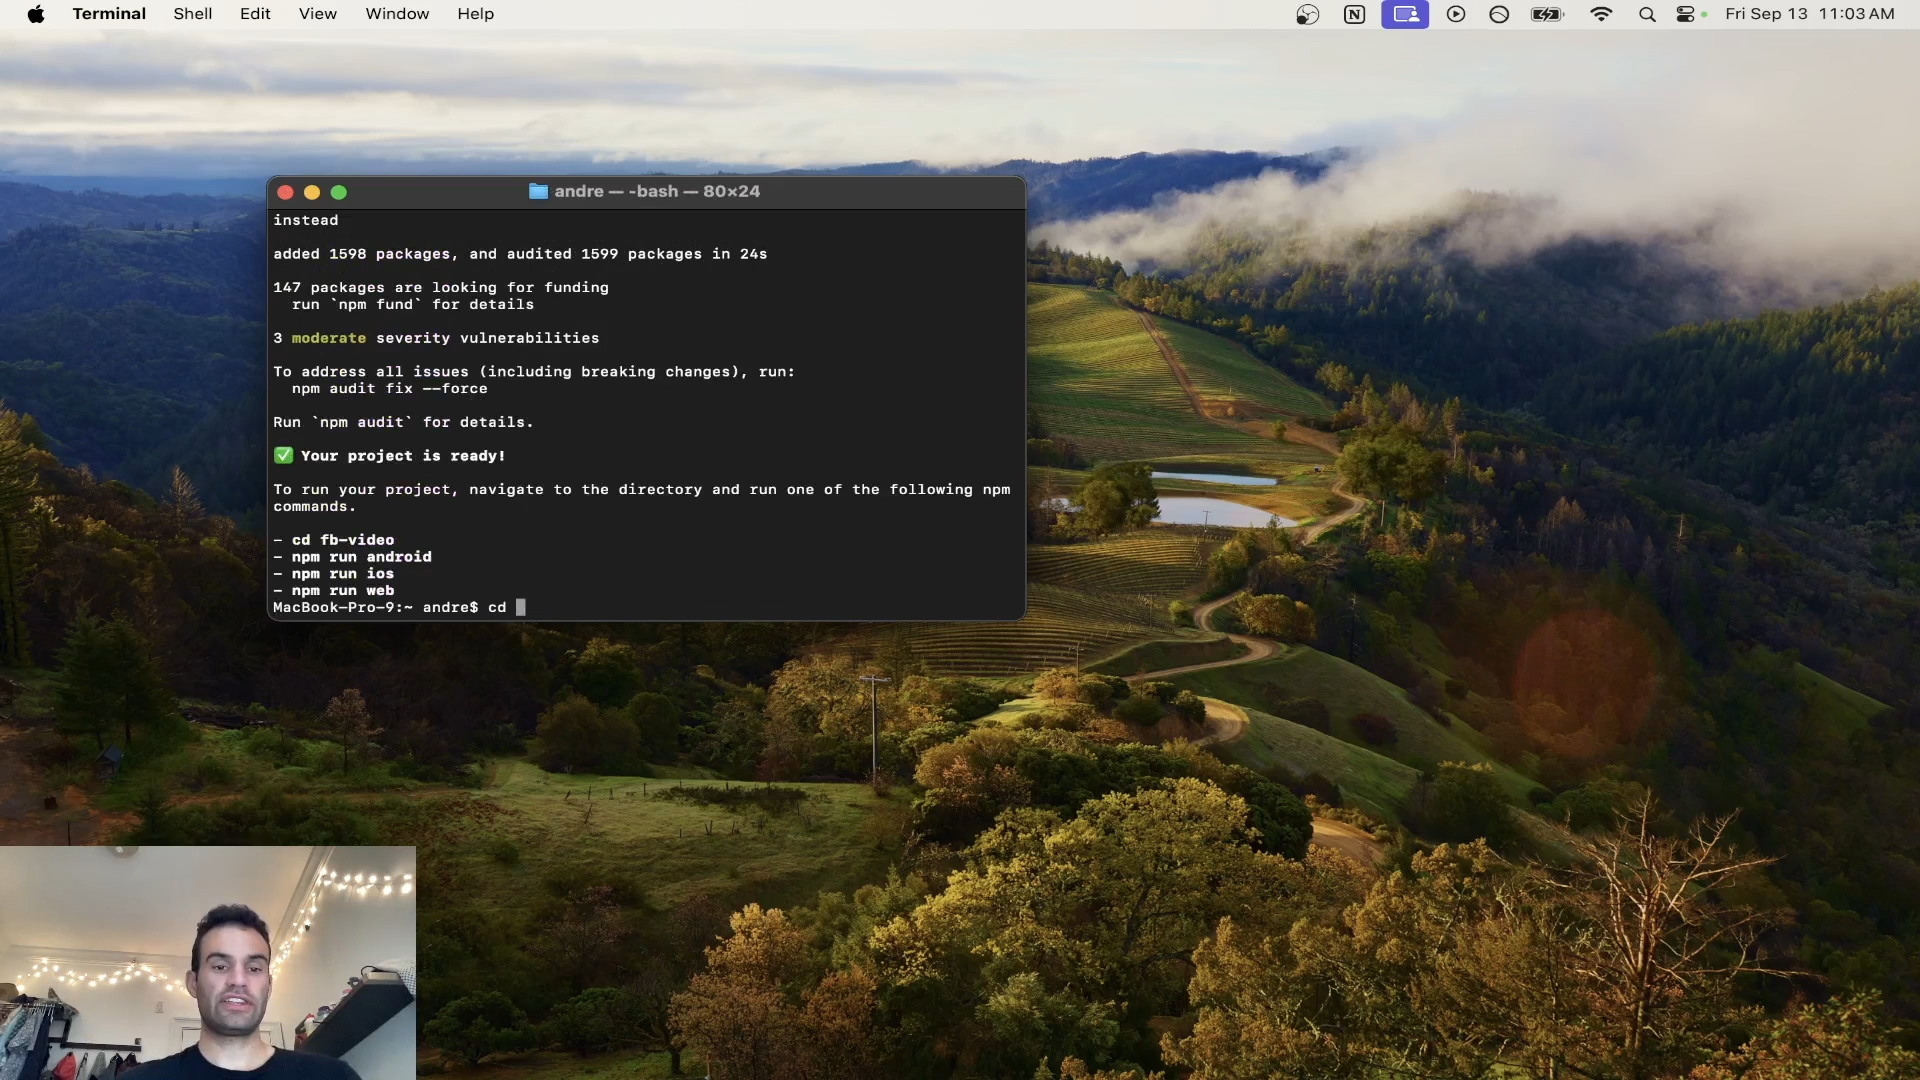 Terminal Shell Edit View Window Help
Fri Sep 13 11:03 AM
andre — -bash — 80×24
instead
added 1598 packages, and audited 1599 packages in 24s
147 packages are looking for funding
run `npm fund` for details
3 moderate severity vulnerabilities
To address all issues (including breaking changes), run:
npm audit fix --force
Run `npm audit` for details.
✅ Your project is ready!
To run your project, navigate to the directory and run one of the following npm
commands.
- cd fb-video
- npm run android
- npm run ios
- npm run web
MacBook-Pro-9:~ andre$ cd